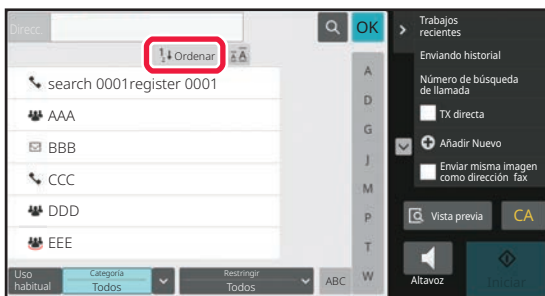 Direcc.
OK
Ordenar
search 0001register 0001
AAA
BBB
CCC
DDD
EEE
A
D
G
J
M
P
T
W
Uso
habitual
Categoría
Todos
Restringir
Todos
ABC
Trabajos
recientes
Enviando historial
Número de búsqueda
de llamada
TX directa
Añadir Nuevo
Enviar misma imagen
como dirección fax
Vista previa
CA
Altavoz
Iniciar